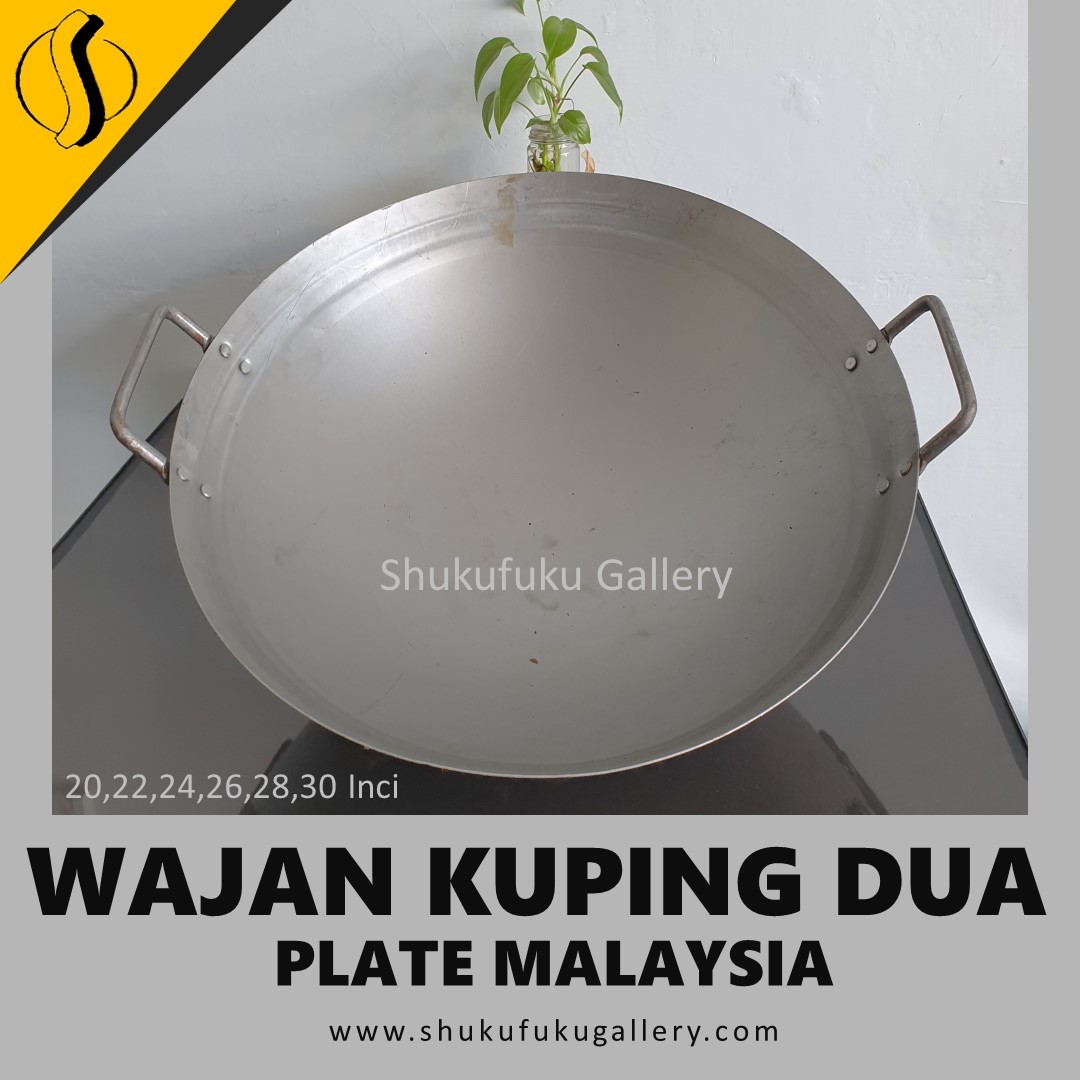 Shukufuku Gallery
20,22,24,26,28,30 Inci
WAJAN KUPING DUA
PLATE MALAYSIA
www.shukufukugallery.com